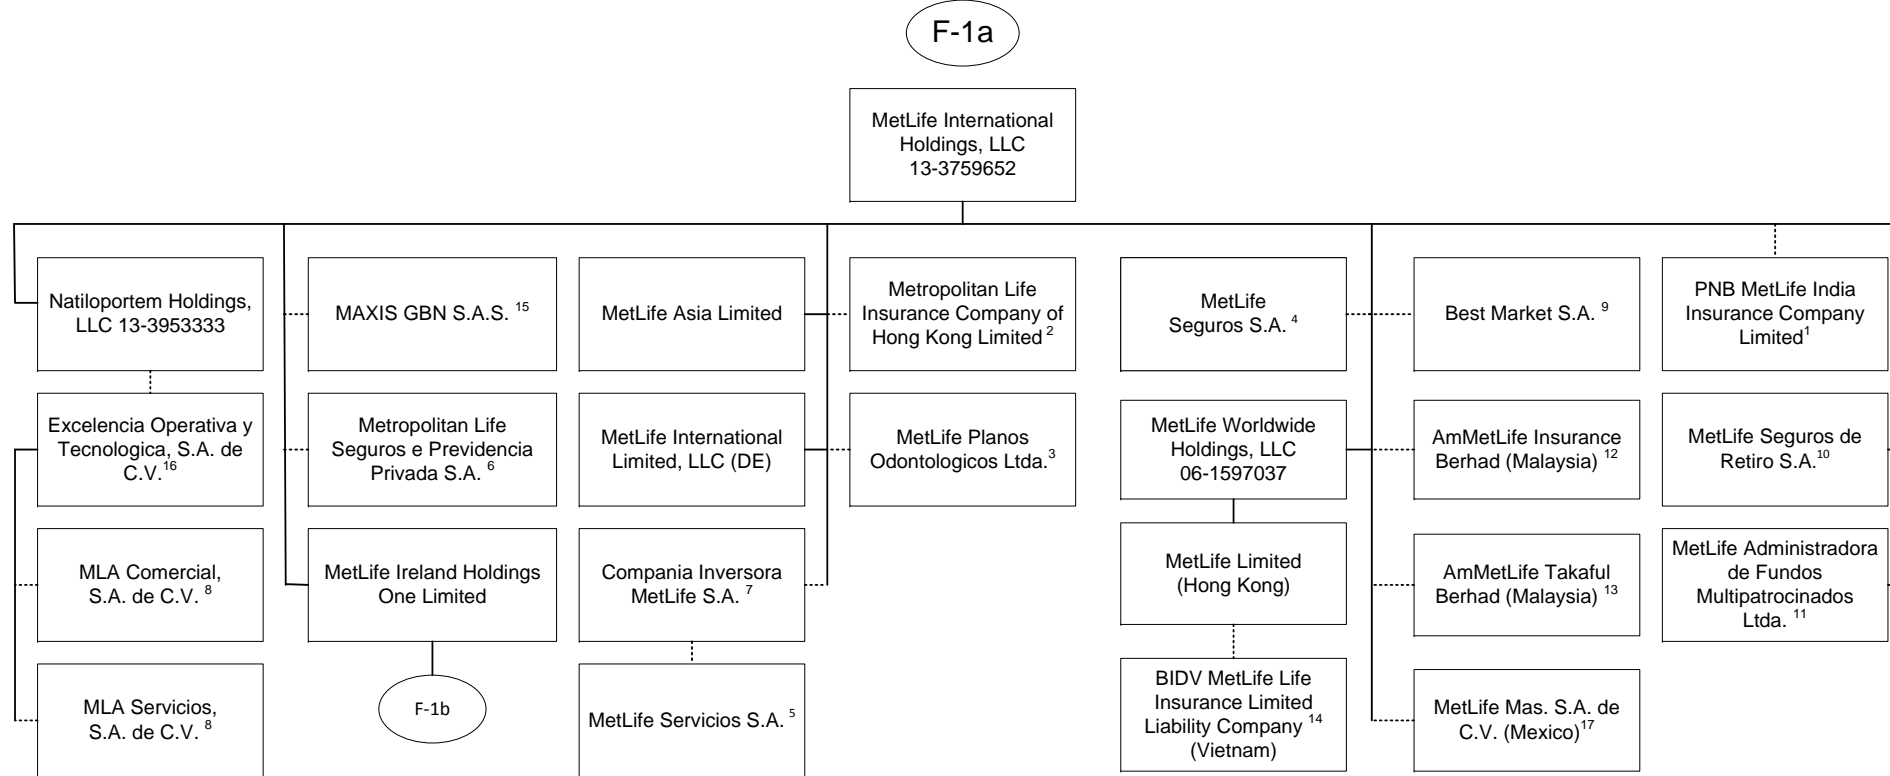 F-1a
MetLife International
Holdings, LLC
13-3759652
Natiloportem Holdings,
LLC 13-3953333
MAXIS GBN S.A.S. 15
MetLife Asia Limited
Metropolitan Life
Insurance Company of
Hong Kong Limited 2
MetLife
Seguros S.A. 4
Best Market S.A. 9
PNB MetLife India
Insurance Company
Limited1
Excelencia Operativa y
Tecnologica, S.A. de
C.V.16
Metropolitan Life
Seguros e Previdencia
Privada S.A. 6
MetLife International
Limited, LLC (DE)
MetLife Planos
Odontologicos Ltda.3
MetLife Worldwide
Holdings, LLC
06-1597037
AmMetLife Insurance
Berhad (Malaysia) 12
MetLife Seguros de
Retiro S.A.10
MLA Comercial,
S.A. de C.V. 8
MetLife Ireland Holdings
One Limited
Compania Inversora
MetLife S.A. 7
MetLife Limited
(Hong Kong)
AmMetLife Takaful
Berhad (Malaysia) 13
MetLife Administradora
de Fundos
Multipatrocinados
Ltda. 11
MLA Servicios,
S.A. de C.V. 8
F-1b
MetLife Servicios S.A. 5
BIDV MetLife Life
Insurance Limited
Liability Company 14
(Vietnam)
MetLife Mas. S.A. de
C.V. (Mexico)17